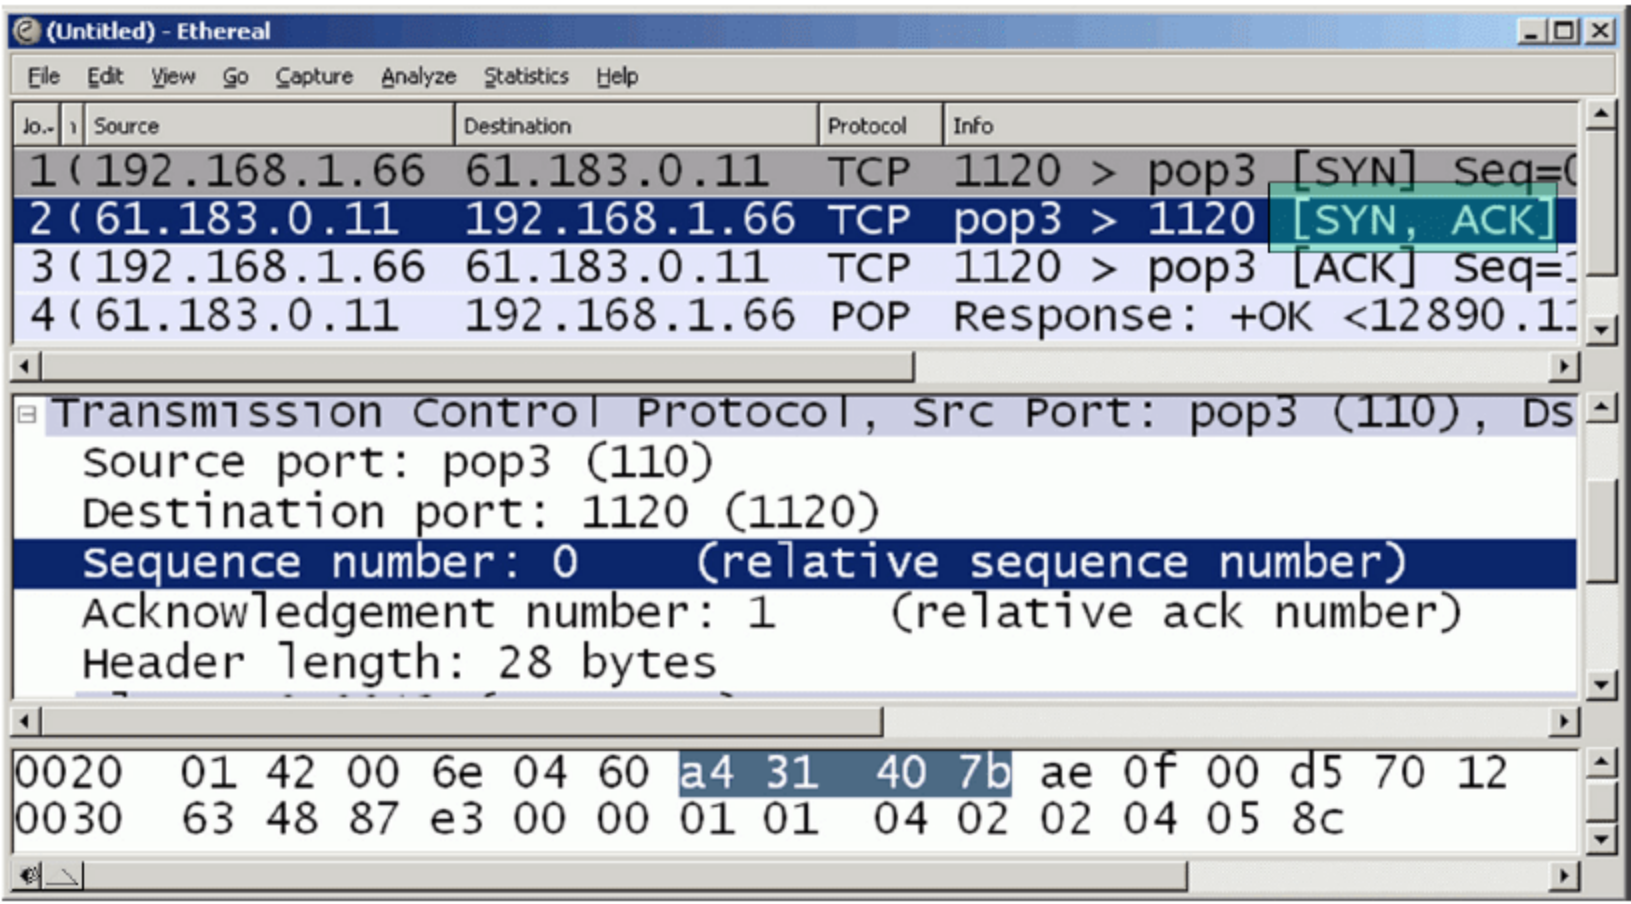 (Untitled) - Ethereal
File Edit View Go Capture Analyze Statistics Help
Source Destination Protocol Info
1 ( 192.168.1.66 61.183.0.11 TCP 1120 > pop3 [SYN] Seq=0
2 ( 61.183.0.11 192.168.1.66 TCP pop3 > 1120 [SYN, ACK]
3 ( 192.168.1.66 61.183.0.11 TCP 1120 > pop3 [ACK] Seq=1
4 ( 61.183.0.11 192.168.1.66 POP Response: +OK <12890.11
Transmission Control Protocol, Src Port: pop3 (110), Ds
Source port: pop3 (110)
Destination port: 1120 (1120)
Sequence number: 0 (relative sequence number)
Acknowledgement number: 1 (relative ack number)
Header length: 28 bytes
0020 01 42 00 6e 04 60 a4 31 40 7b ae 0f 00 d5 70 12
0030 63 48 87 e3 00 00 01 01 04 02 02 04 05 8c